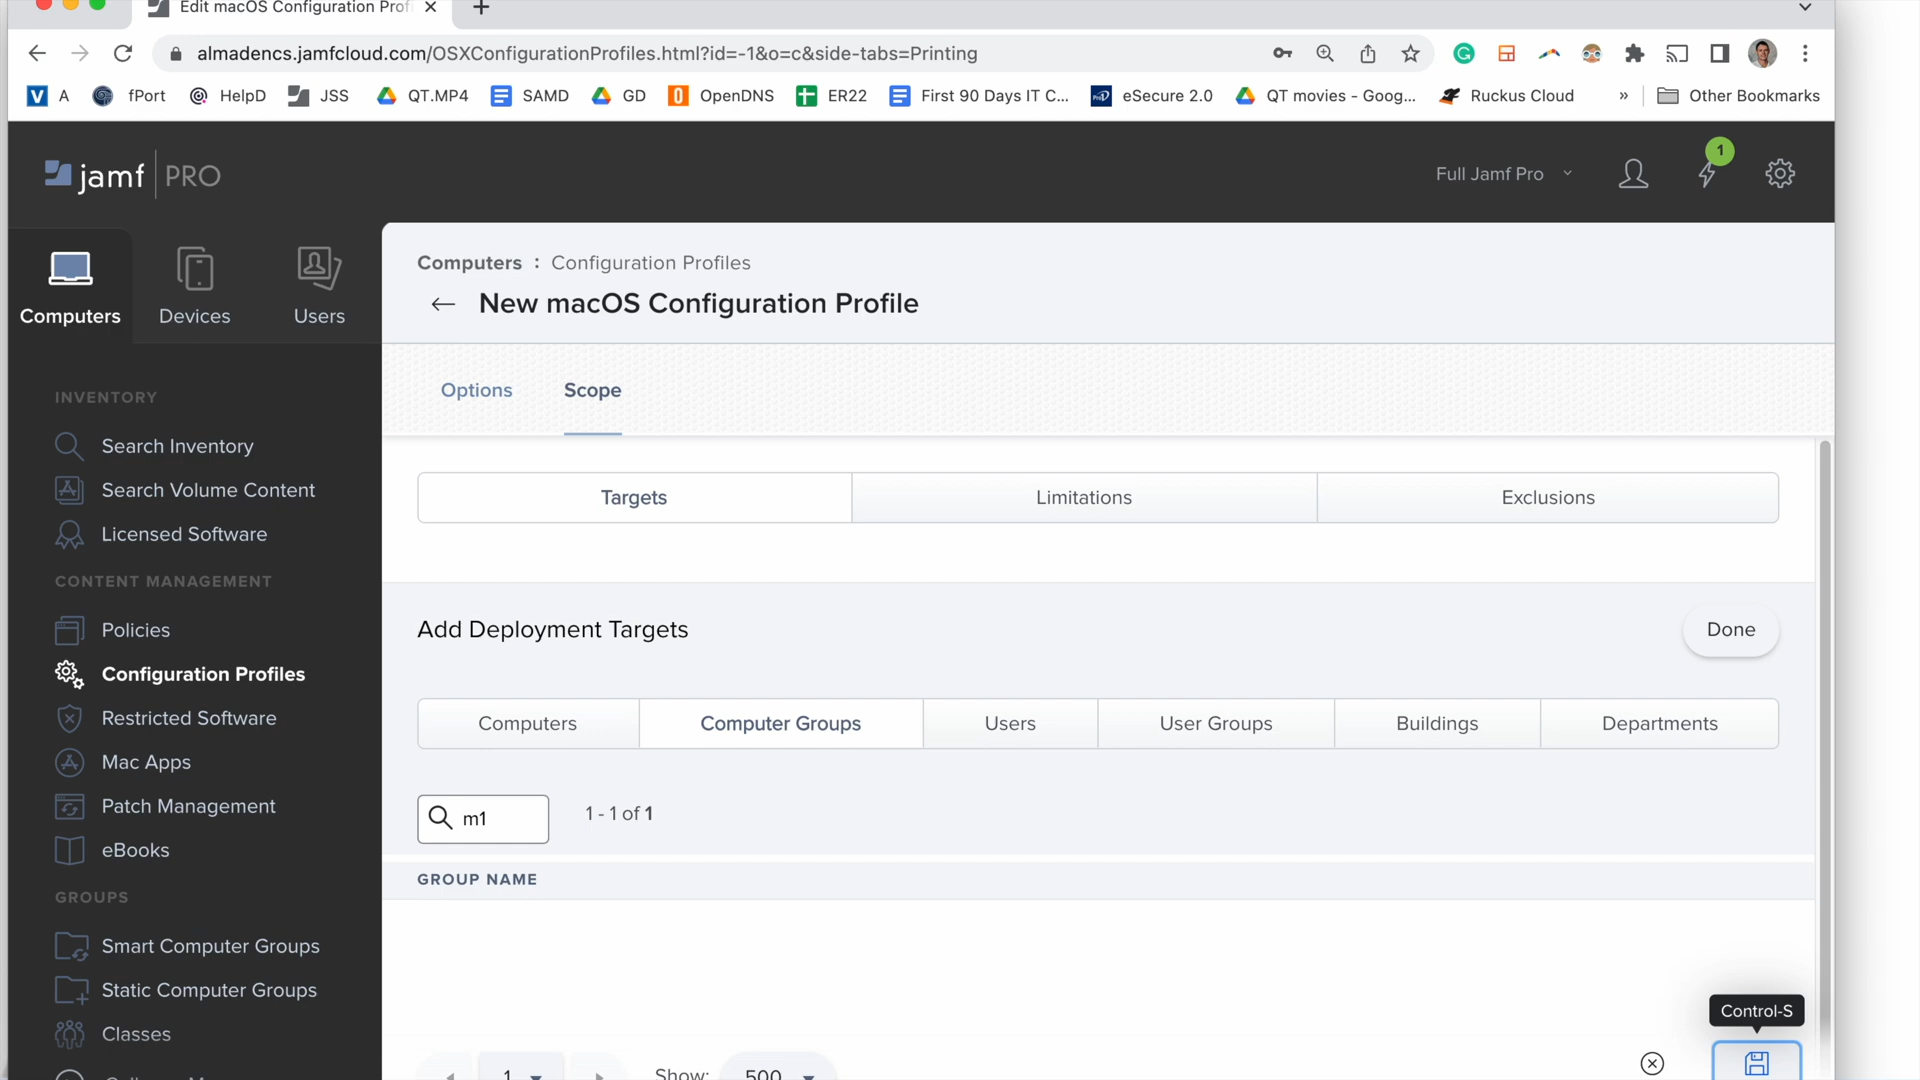 Edit macOS Configuration Prof
almadencs.jamfcloud.com/OSXConfigurationProfiles.html?id=-1&o=c&side-tabs=Printing
A fPort HelpD JSS QT.MP4 SAMD GD OpenDNS ER22 First 90 Days IT C... eSecure 2.0 QT movies - Goog... Ruckus Cloud » Other Bookmarks
jamf PRO
Full Jamf Pro
1
Computers Devices Users
Computers : Configuration Profiles
New macOS Configuration Profile
Options Scope
INVENTORY
Search Inventory
Search Volume Content
Licensed Software
CONTENT MANAGEMENT
Policies
Configuration Profiles
Restricted Software
Mac Apps
Patch Management
eBooks
GROUPS
Smart Computer Groups
Static Computer Groups
Classes
Targets Limitations Exclusions
Add Deployment Targets
Done
Computers Computer Groups Users User Groups Buildings Departments
m1
1 - 1 of 1
GROUP NAME
Control-S
1
Show: 500